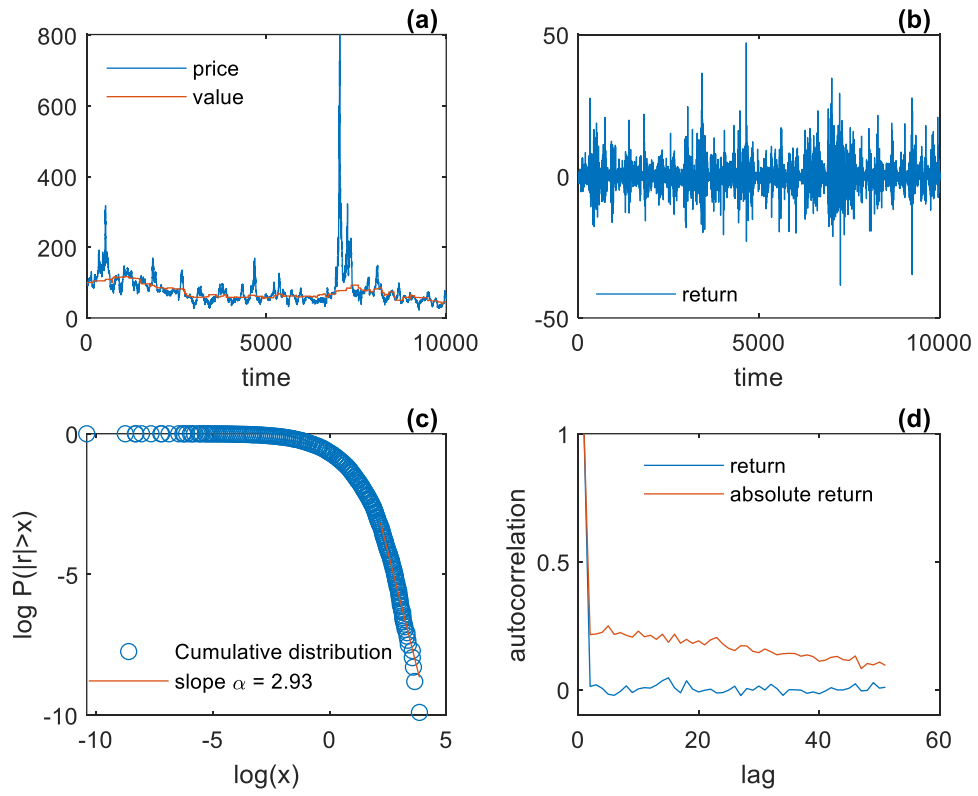 (a)
800
600
400
200
0
price
value
0 5000 10000
time
(b)
50
0
-50
return
0 5000 10000
time
(c)
0
-5
-10
log P(|r|>x)
Cumulative distribution
slope α = 2.93
-10 -5 0 5
log(x)
(d)
1
0.5
0
autocorrelation
return
absolute return
0 20 40 60
lag